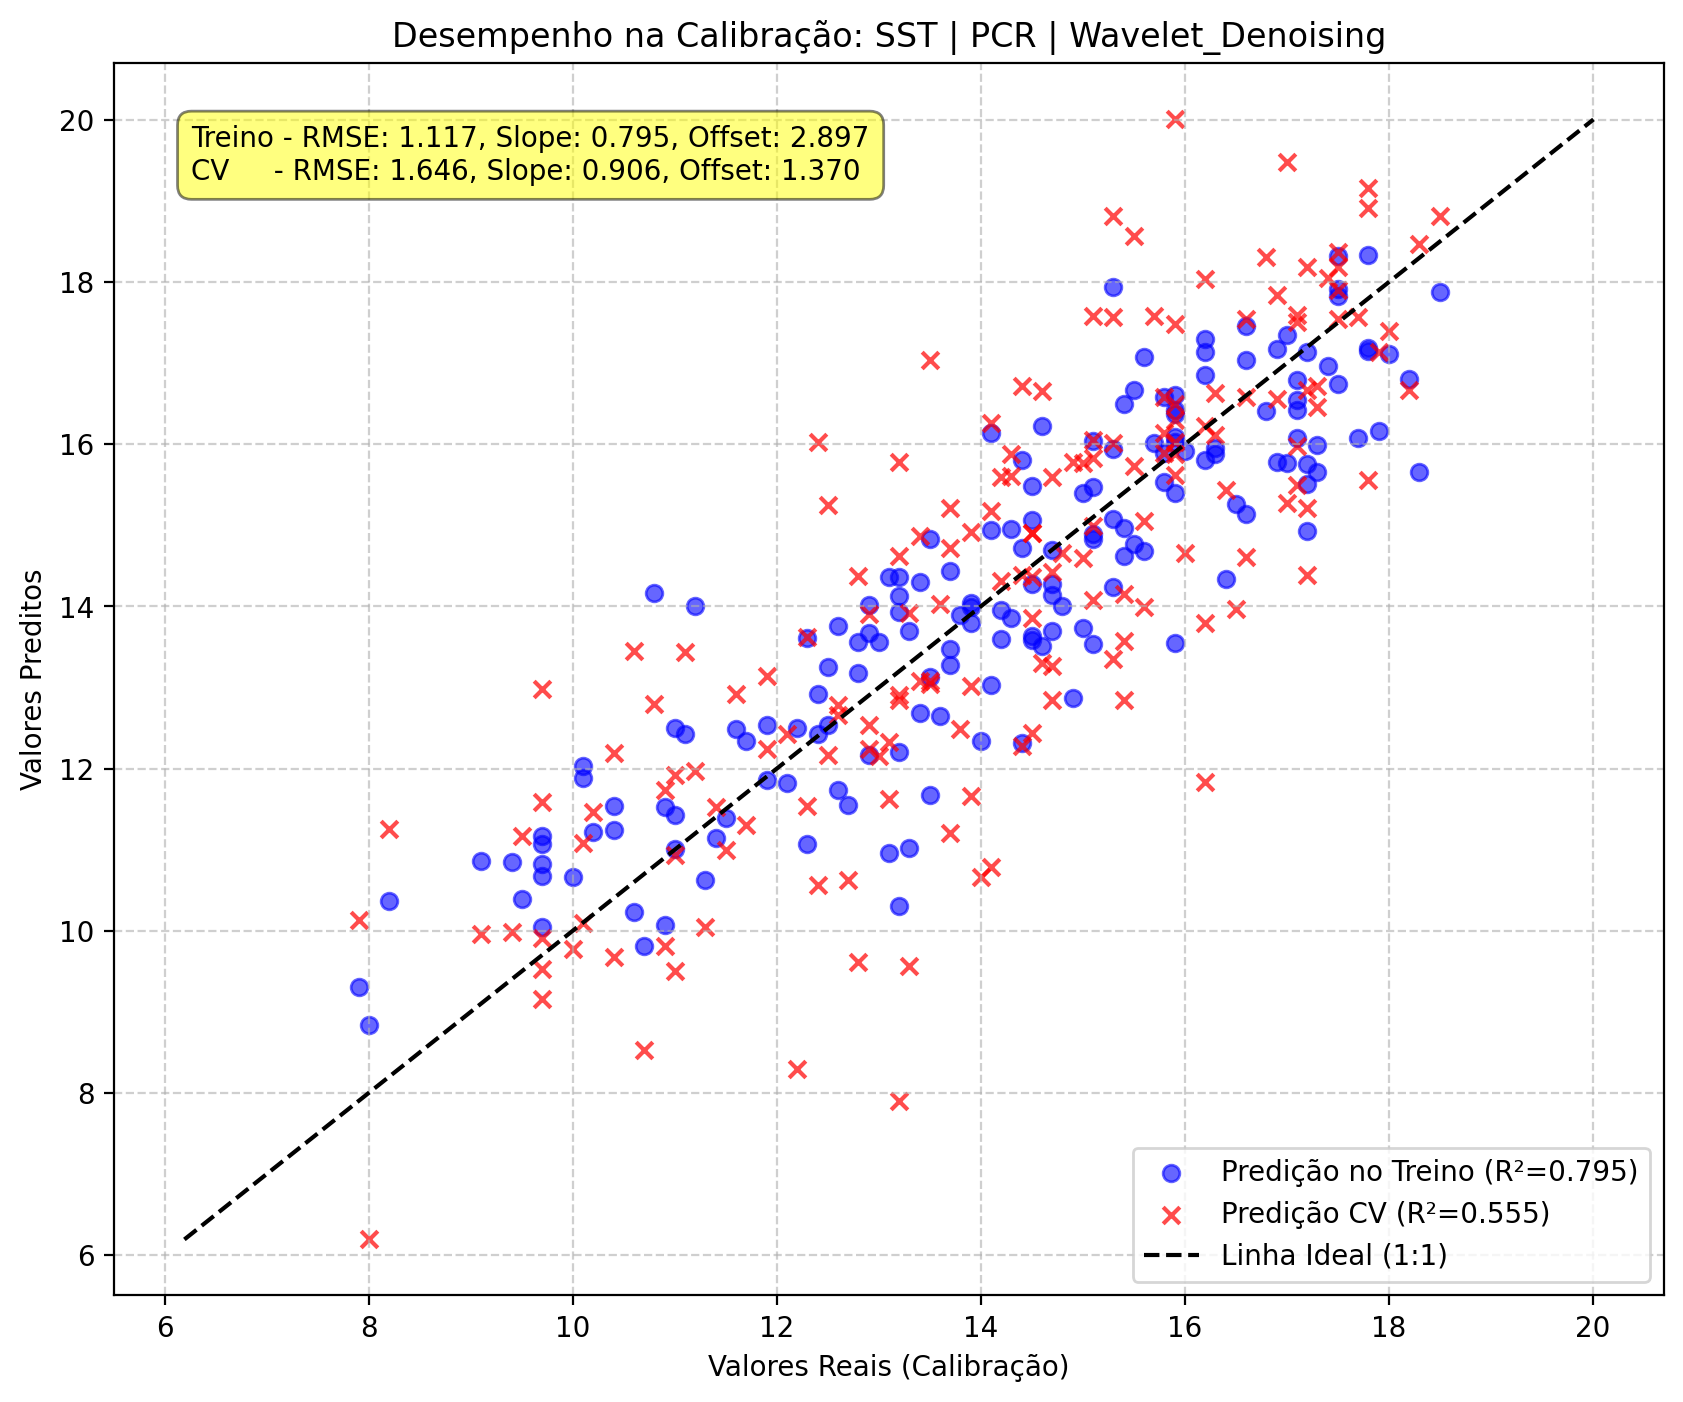 Desempenho na Calibração: SST | PCR | Wavelet_Denoising
Treino - RMSE: 1.117, Slope: 0.795, Offset: 2.897
CV - RMSE: 1.646, Slope: 0.906, Offset: 1.370
20
18
16
14
12
10
8
6
Valores Preditos
Predição no Treino (R²=0.795)
Predição CV (R²=0.555)
Linha Ideal (1:1)
6 8 10 12 14 16 18 20
Valores Reais (Calibração)